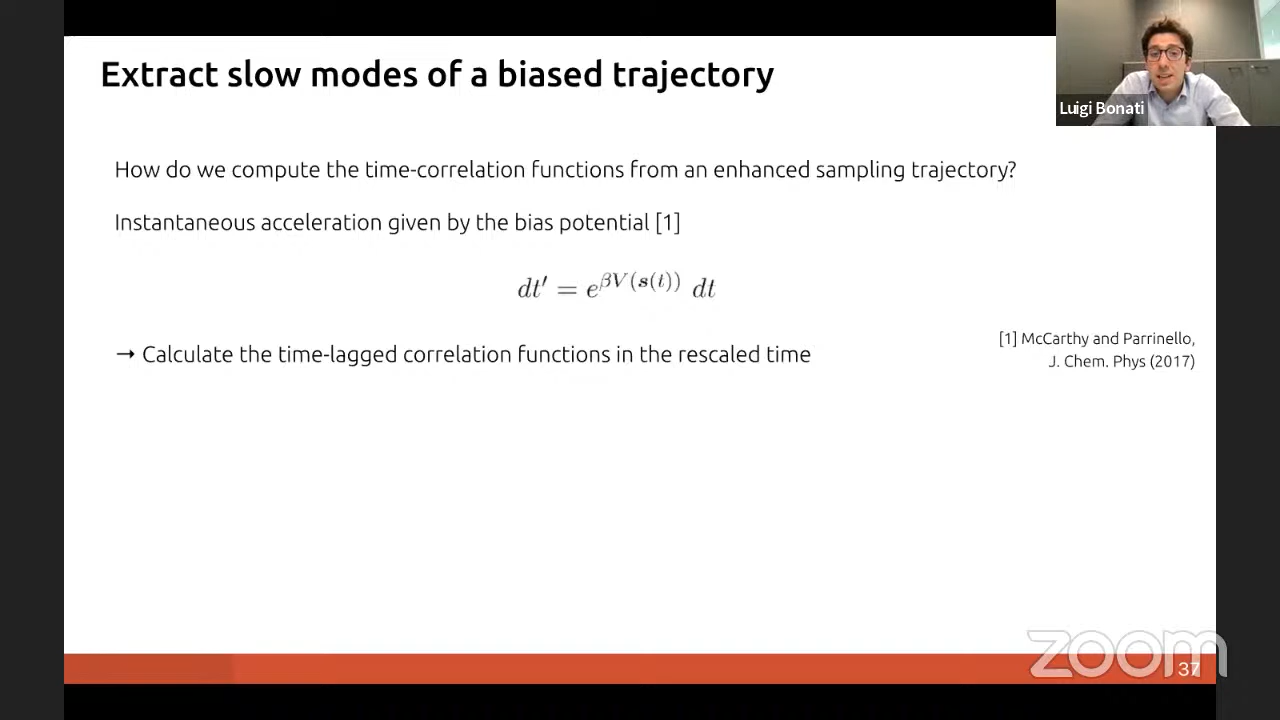 Extract slow modes of a biased trajectory
Luigi Bonati
How do we compute the time-correlation functions from an enhanced sampling trajectory?
Instantaneous acceleration given by the bias potential [1]
dt′ = e^{βV(s(t))} dt
→ Calculate the time-lagged correlation functions in the rescaled time
[1] McCarthy and Parrinello,
J. Chem. Phys (2017)
zoom
37